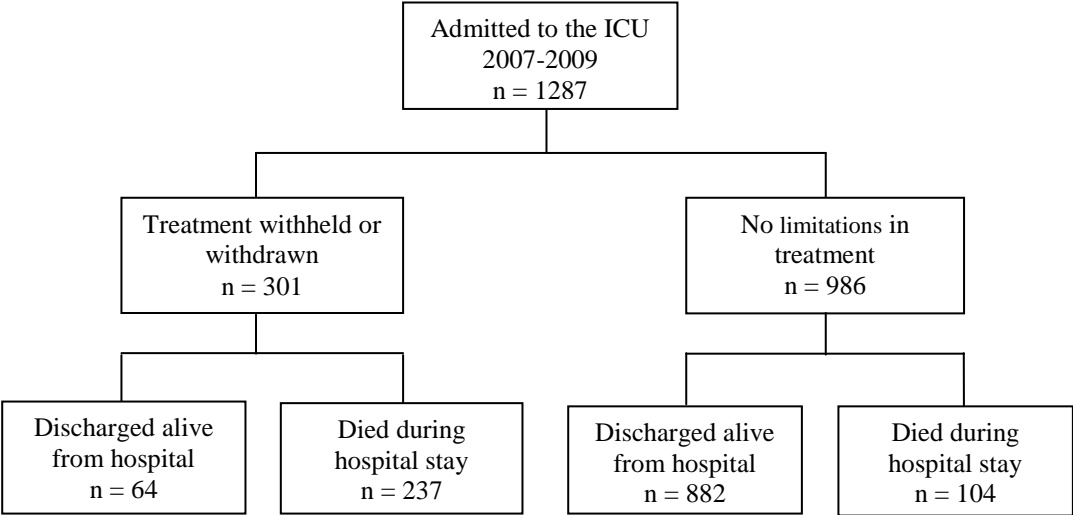 Admitted to the ICU
2007-2009
n = 1287
Treatment withheld or
withdrawn
n = 301
No limitations in
treatment
n = 986
Discharged alive
from hospital
n = 64
Died during
hospital stay
n = 237
Discharged alive
from hospital
n = 882
Died during
hospital stay
n = 104